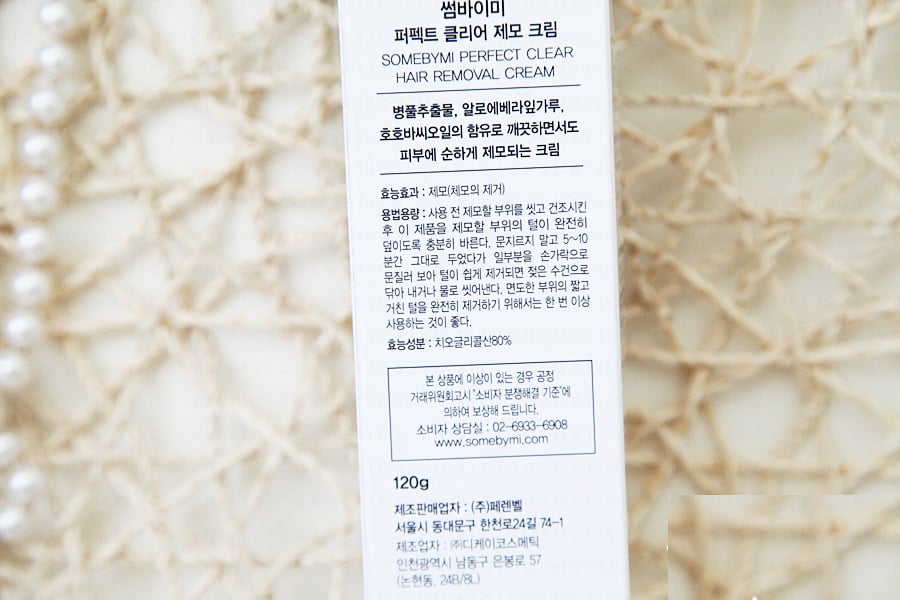 썸바이미
퍼펙트 클리어 제모 크림
SOMEBYMI PERFECT CLEAR
HAIR REMOVAL CREAM
병풀추출물, 알로에베라잎가루,
호호바씨오일의 함유로 깨끗하면서도
피부에 순하게 제모되는 크림
효능효과 : 제모(체모의 제거)
용법용량 : 사용 전 제모할 부위를 씻고 건조시킨
후 이 제품을 제모할 부위의 털이 완전히
덮이도록 충분히 바른다. 문지르지 말고 5~10
분간 그대로 두었다가 일부분을 손가락으로
문질러 보아 털이 쉽게 제거되면 젖은 수건으로
닦아 내거나 물로 씻어낸다. 면도한 부위의 짧고
거친 털을 완전히 제거하기 위해서는 한 번 이상
사용하는 것이 좋다.
효능성분 : 치오글리콜산80%
본 상품에 이상이 있는 경우 공정
거래위원회고시 "소비자 분쟁해결 기준"에
의하여 보상해 드립니다.
소비자 상담실 : 02-6933-6908
www.somebymi.com
120g
제조판매업자 : (주)페렌벨
서울시 동대문구 한천로24길 74-1
제조업자 : ㈜디케이코스메틱
인천광역시 남동구 은봉로 57
(논현동, 24B/8L)